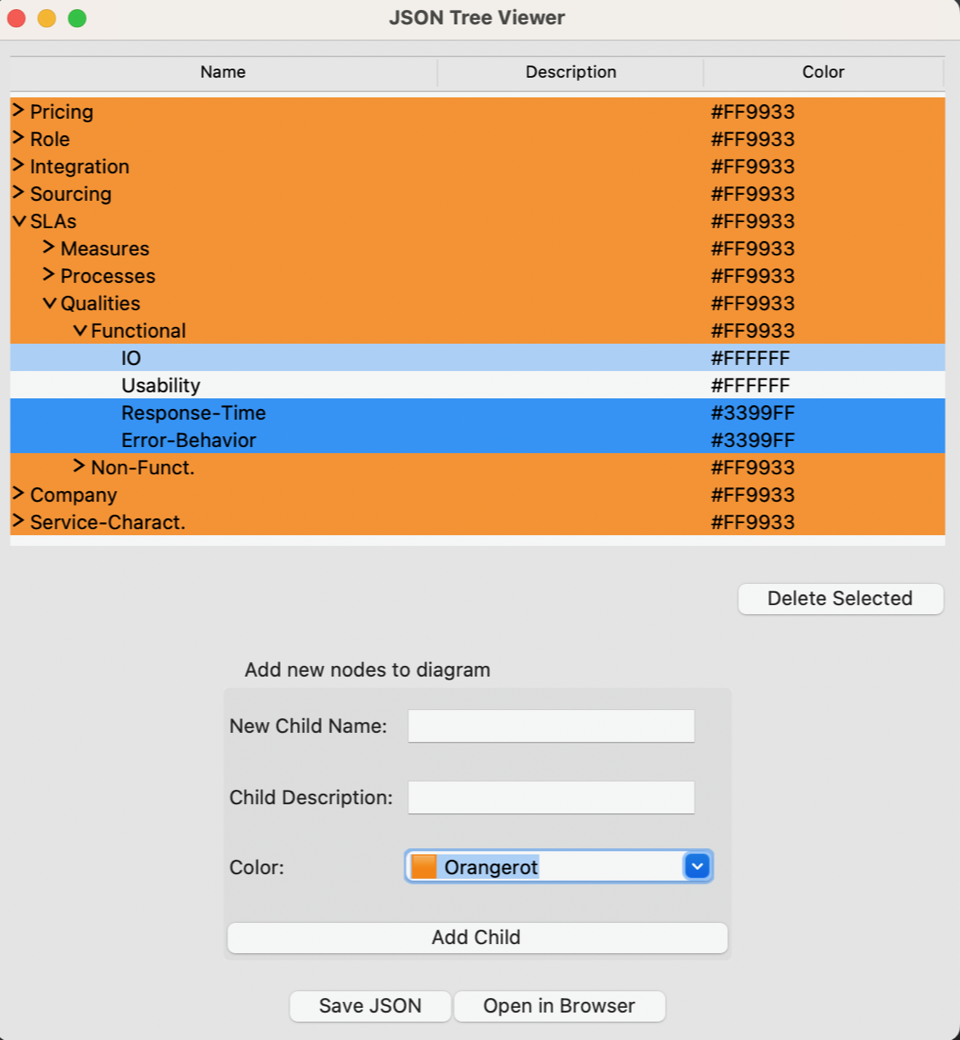 JSON Tree Viewer
Name Description Color
Pricing #FF9933
Role #FF9933
Integration #FF9933
Sourcing #FF9933
SLAs #FF9933
Measures #FF9933
Processes #FF9933
Qualities #FF9933
Functional #FF9933
IO #FFFFFF
Usability #FFFFFF
Response-Time #3399FF
Error-Behavior #3399FF
Non-Funct. #FF9933
Company #FF9933
Service-Charact. #FF9933
Delete Selected
Add new nodes to diagram
New Child Name:
Child Description:
Color: Orangerot
Add Child
Save JSON Open in Browser